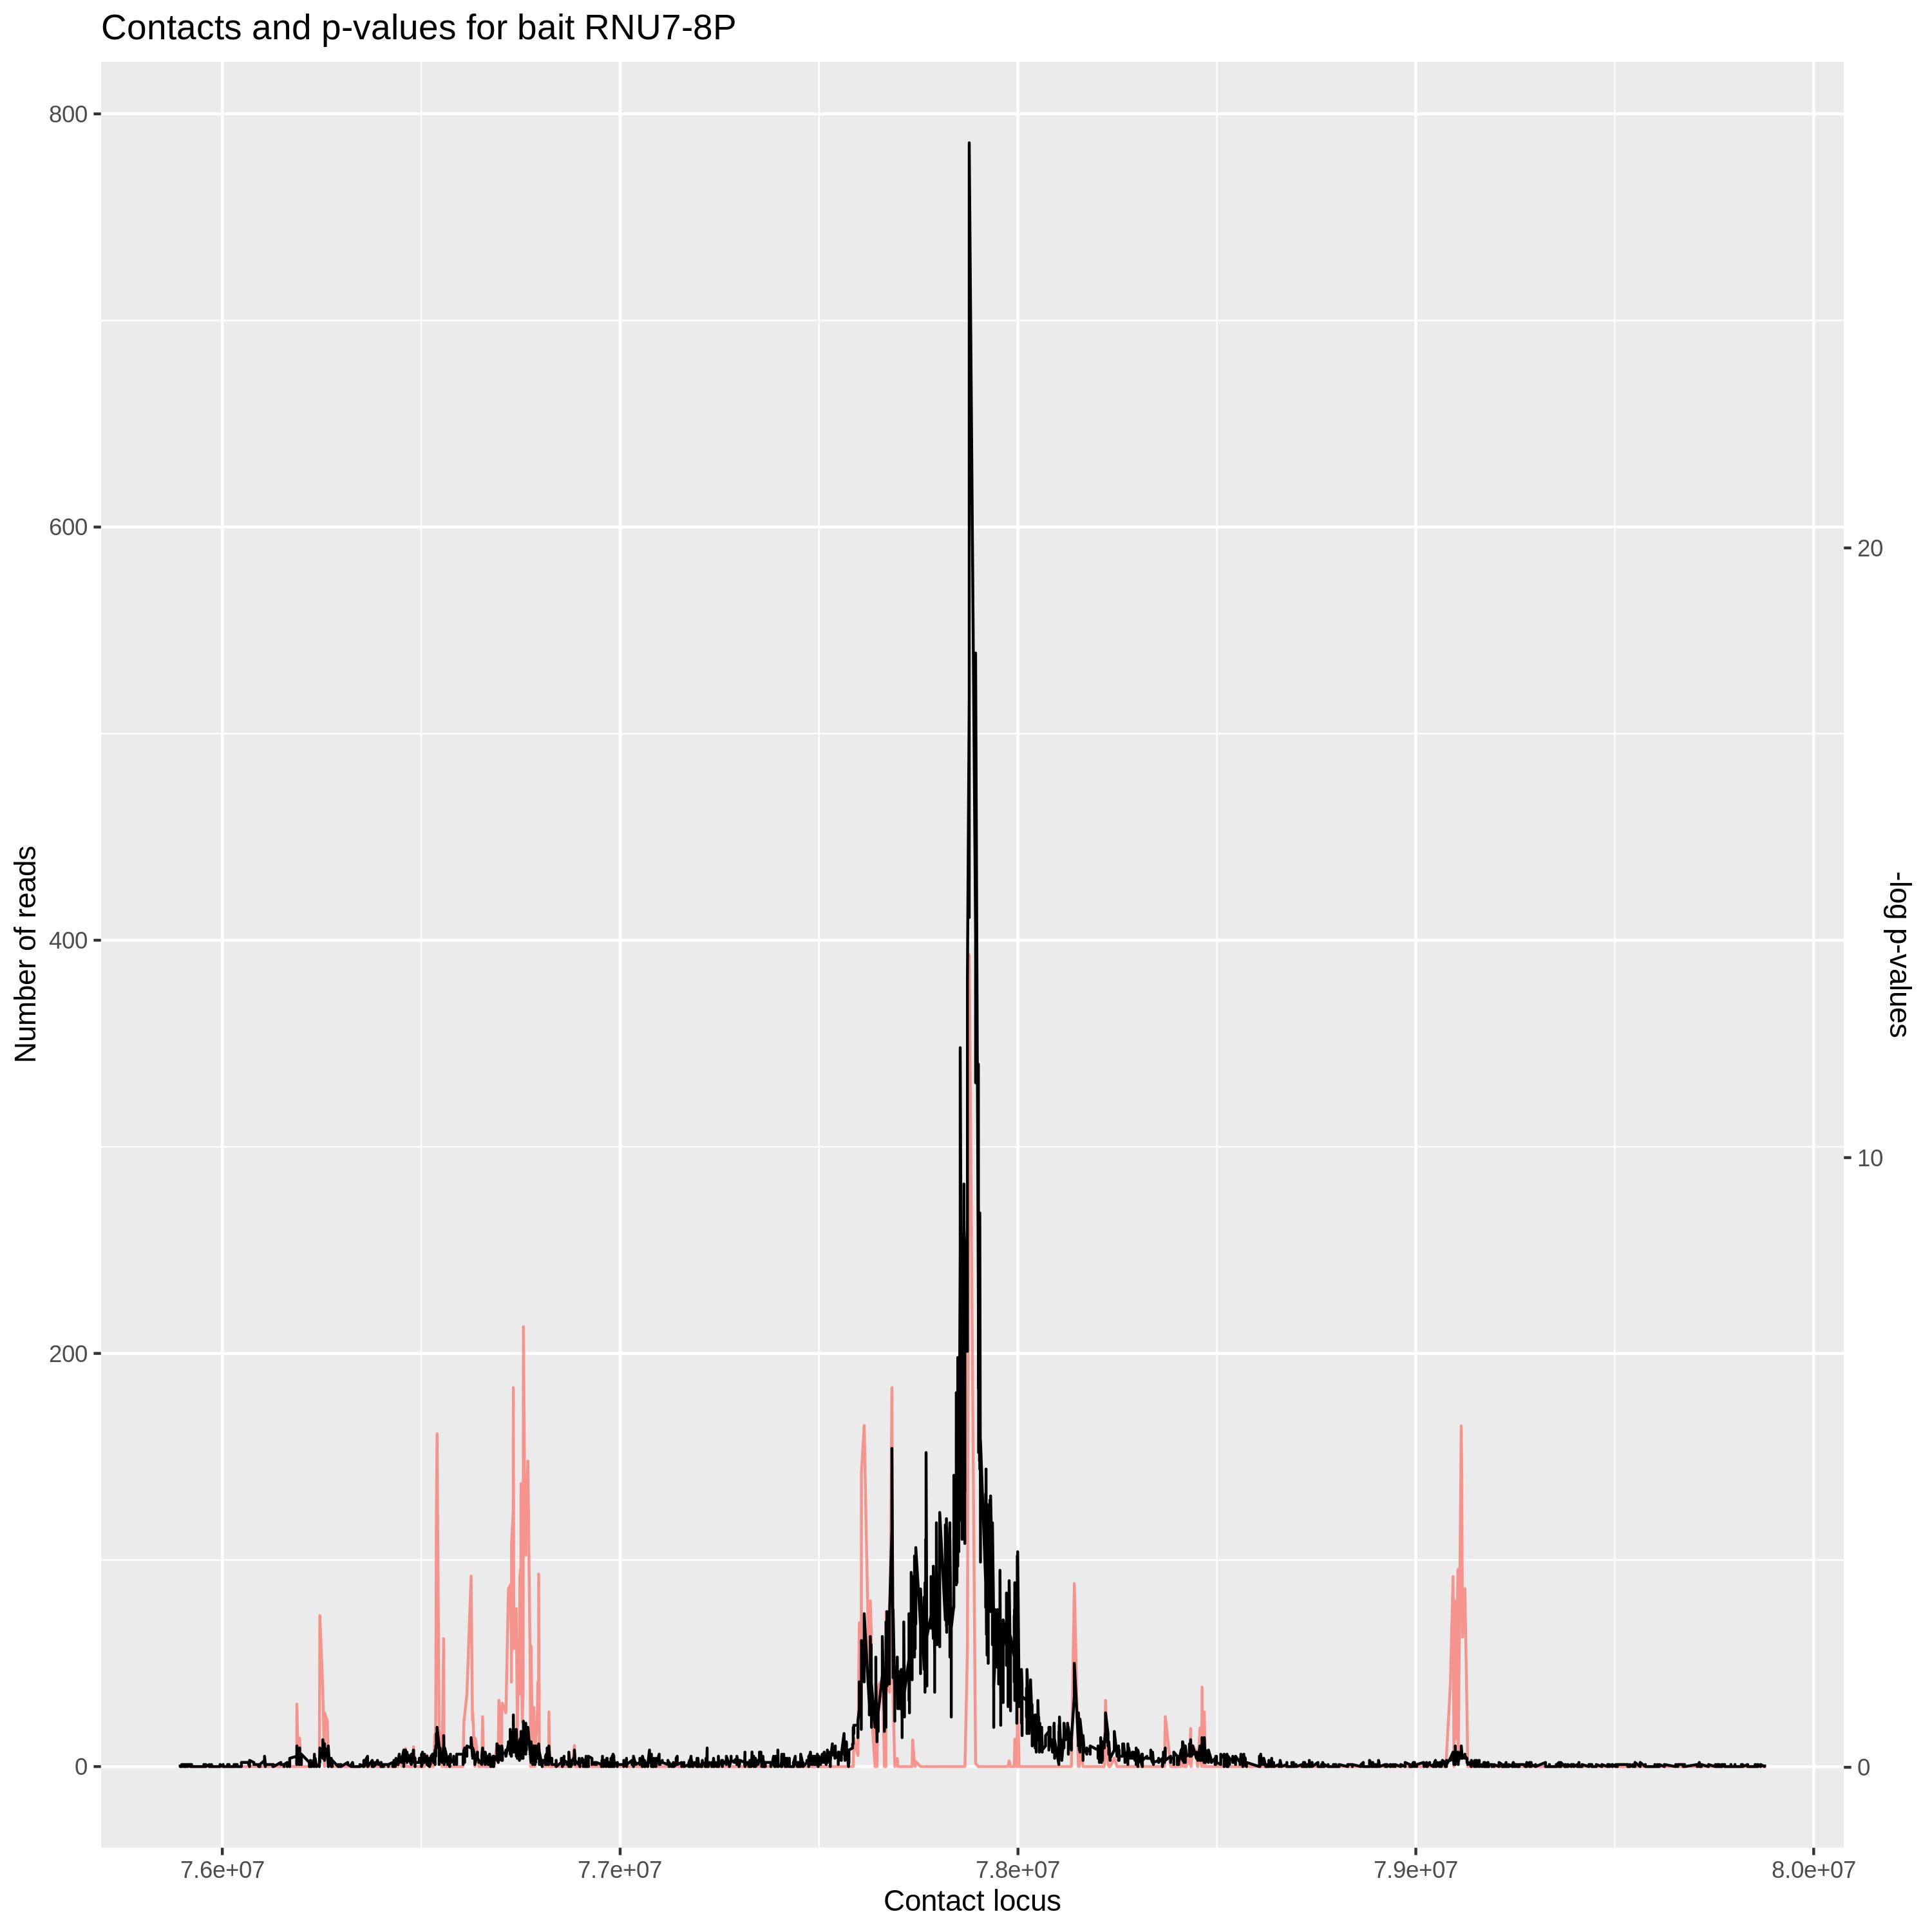 Contacts and p-values for bait RNU7-8P
800
600
400
200
0
20
10
0
Number of reads
-log p-values
7.6e+07
7.7e+07
7.8e+07
7.9e+07
8.0e+07
Contact locus